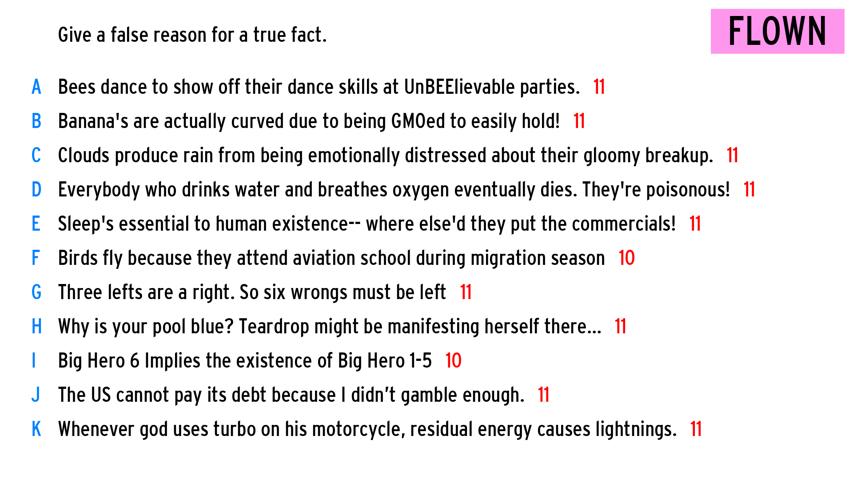 Give a false reason for a true fact.
FLOWN
A Bees dance to show off their dance skills at UnBEElievable parties. 11
B Banana's are actually curved due to being GMOed to easily hold! 11
C Clouds produce rain from being emotionally distressed about their gloomy breakup. 11
D Everybody who drinks water and breathes oxygen eventually dies. They're poisonous! 11
E Sleep's essential to human existence-- where else'd they put the commercials! 11
F Birds fly because they attend aviation school during migration season 10
G Three lefts are a right. So six wrongs must be left 11
H Why is your pool blue? Teardrop might be manifesting herself there... 11
I Big Hero 6 Implies the existence of Big Hero 1-5 10
J The US cannot pay its debt because I didn’t gamble enough. 11
K Whenever god uses turbo on his motorcycle, residual energy causes lightnings. 11